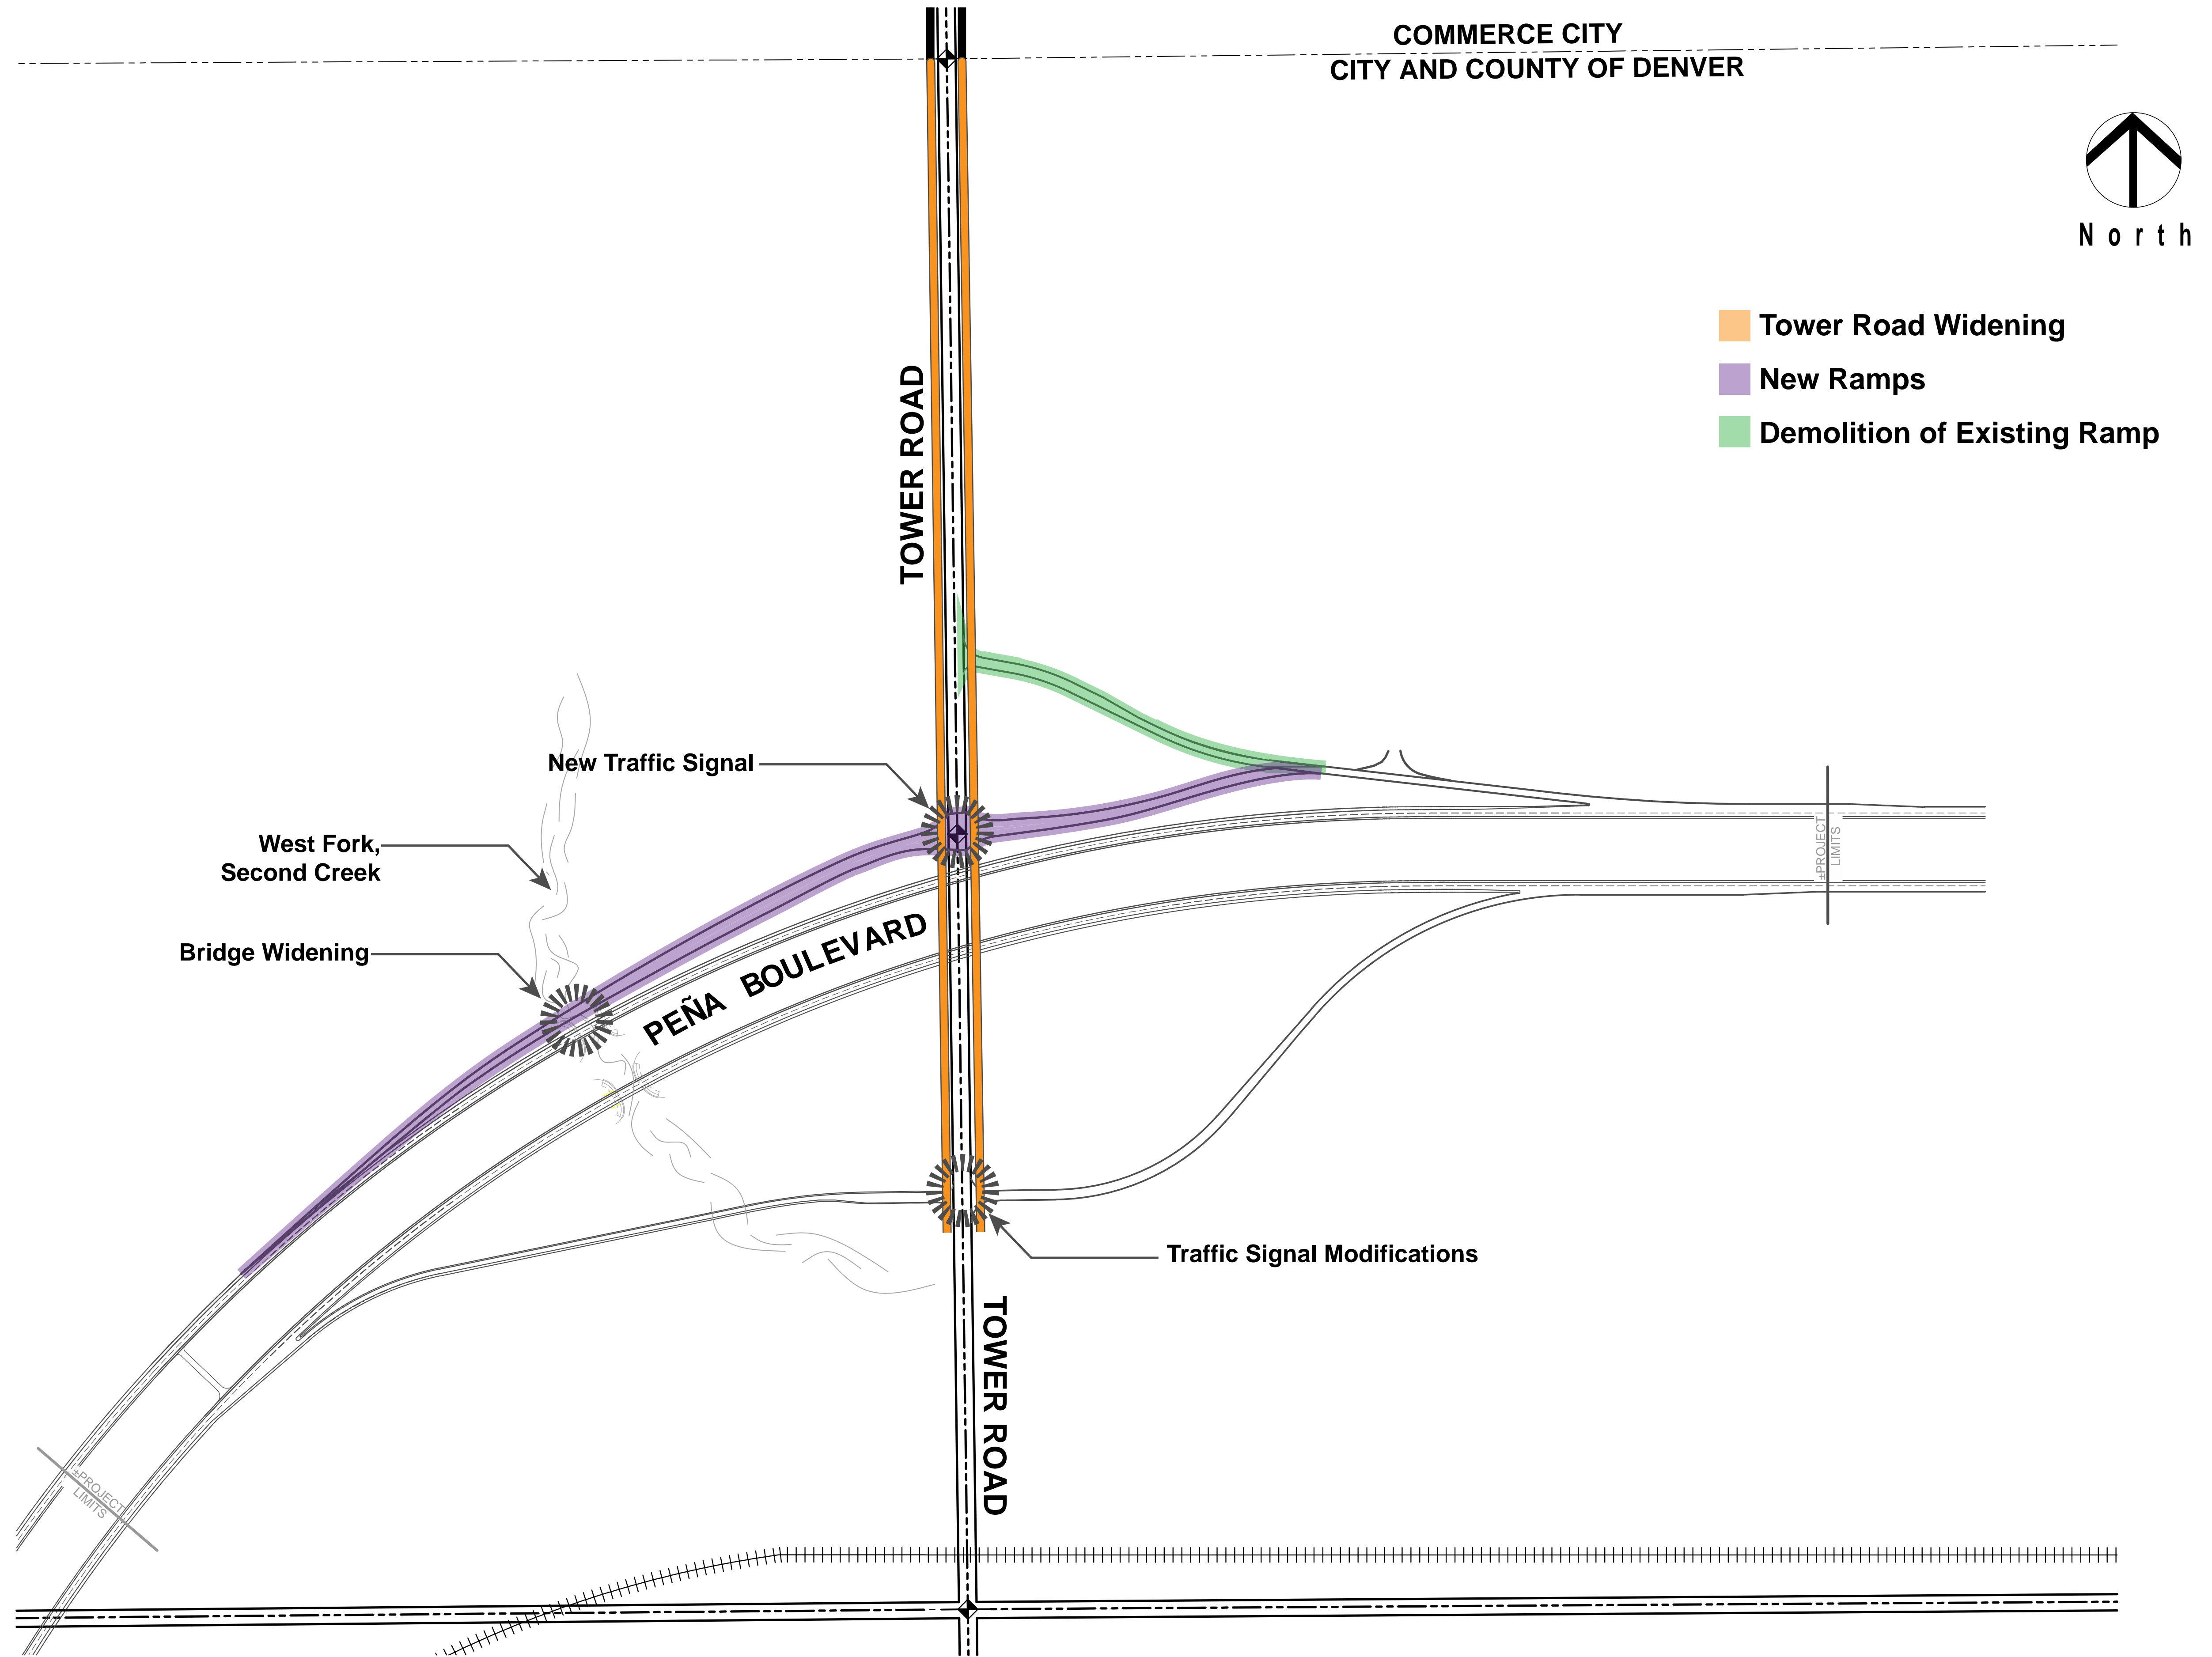 COMMERCE CITY
CITY AND COUNTY OF DENVER
North
Tower Road Widening
New Ramps
Demolition of Existing Ramp
TOWER ROAD
New Traffic Signal
West Fork,
Second Creek
Bridge Widening
PEÑA BOULEVARD
±PROJECT
LIMITS
Traffic Signal Modifications
TOWER ROAD
±PROJECT
LIMITS